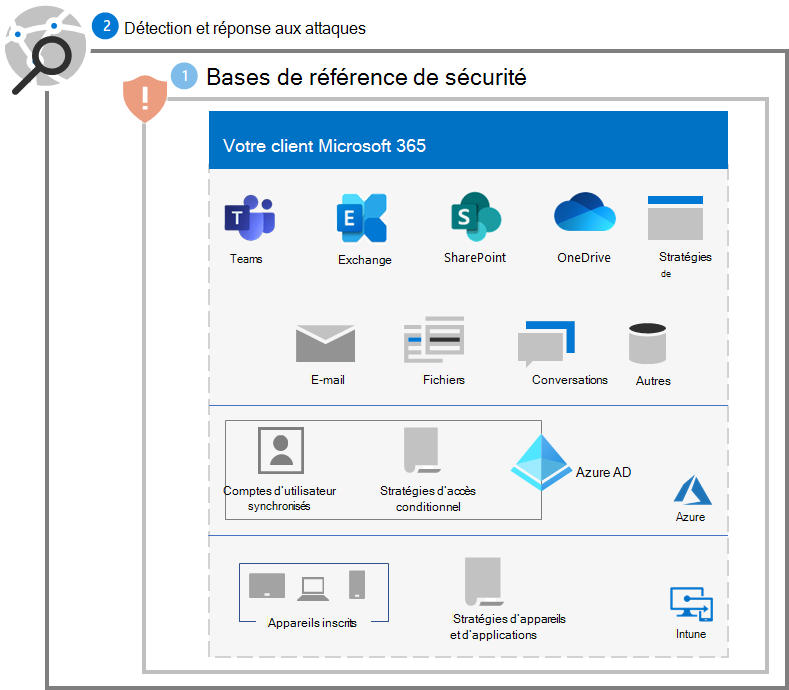 2
Détection et réponse aux attaques
1
Bases de référence de sécurité
!
Votre client Microsoft 365
T
E
S
Teams
Exchange
SharePoint
OneDrive
Stratégies
de
E-mail
Fichiers
Conversations
Autres
Comptes d'utilisateur
synchronisés
Stratégies d'accès
conditionnel
Azure AD
Azure
Appareils inscrits
Stratégies d'appareils
et d'applications
Intune